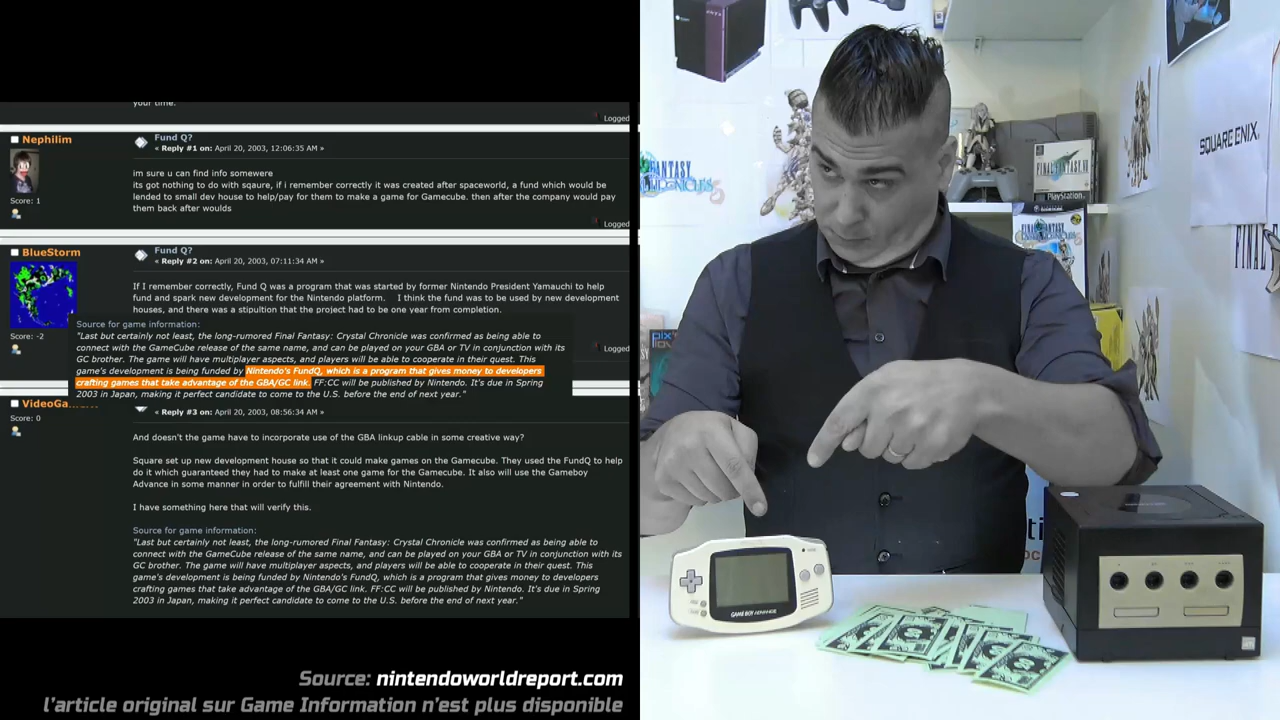 your time.
Logged
Nephilim
Fund Q?
« Reply #1 on: April 20, 2003, 12:06:35 AM »
Score: 1
im sure u can find info somewere
its got nothing to do with sqaure, if i remember correctly it was created after spaceworld, a fund which would be
lended to small dev house to help/pay for them to make a game for Gamecube. then after the company would pay
them back after woulds
Logged
BlueStorm
Fund Q?
« Reply #2 on: April 20, 2003, 07:11:34 AM »
Score: -2
If I remember correctly, Fund Q was a program that was started by former Nintendo President Yamauchi to help
fund and spark new development for the Nintendo platform. I think the fund was to be used by new development
houses, and there was a stipultion that the project had to be one year from completion.
Source for game information:
"Last but certainly not least, the long-rumored Final Fantasy: Crystal Chronicle was confirmed as being able to
connect with the GameCube release of the same name, and can be played on your GBA or TV in conjunction with its
GC brother. The game will have multiplayer aspects, and players will be able to cooperate in their quest. This
game's development is being funded by Nintendo's FundQ, which is a program that gives money to developers
crafting games that take advantage of the GBA/GC link. FF:CC will be published by Nintendo. It's due in Spring
2003 in Japan, making it perfect candidate to come to the U.S. before the end of next year."
Logged
Score: 0
« Reply #3 on: April 20, 2003, 08:56:34 AM »
And doesn't the game have to incorporate use of the GBA linkup cable in some creative way?
Square set up new development house so that it could make games on the Gamecube. They used the FundQ to help
do it which guaranteed they had to make at least one game for the Gamecube. It also will use the Gameboy
Advance in some manner in order to fulfill their agreement with Nintendo.
I have something here that will verify this.
Source for game information:
"Last but certainly not least, the long-rumored Final Fantasy: Crystal Chronicle was confirmed as being able to
connect with the GameCube release of the same name, and can be played on your GBA or TV in conjunction with its
GC brother. The game will have multiplayer aspects, and players will be able to cooperate in their quest. This
game's development is being funded by Nintendo's FundQ, which is a program that gives money to developers
crafting games that take advantage of the GBA/GC link. FF:CC will be published by Nintendo. It's due in Spring
2003 in Japan, making it perfect candidate to come to the U.S. before the end of next year."
Source: nintendoworldreport.com
l'article original sur Game Information n'est plus disponible
SQUARE ENIX
PlayStation
GAME BOY ADVANCE